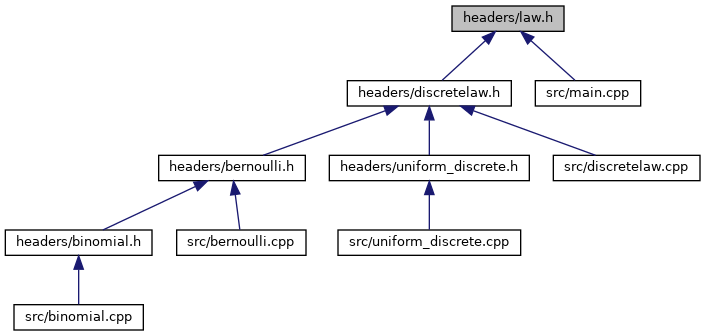 headers/law.h
headers/discretelaw.h
src/main.cpp
headers/bernoulli.h
headers/uniform_discrete.h
src/discretelaw.cpp
headers/binomial.h
src/bernoulli.cpp
src/uniform_discrete.cpp
src/binomial.cpp